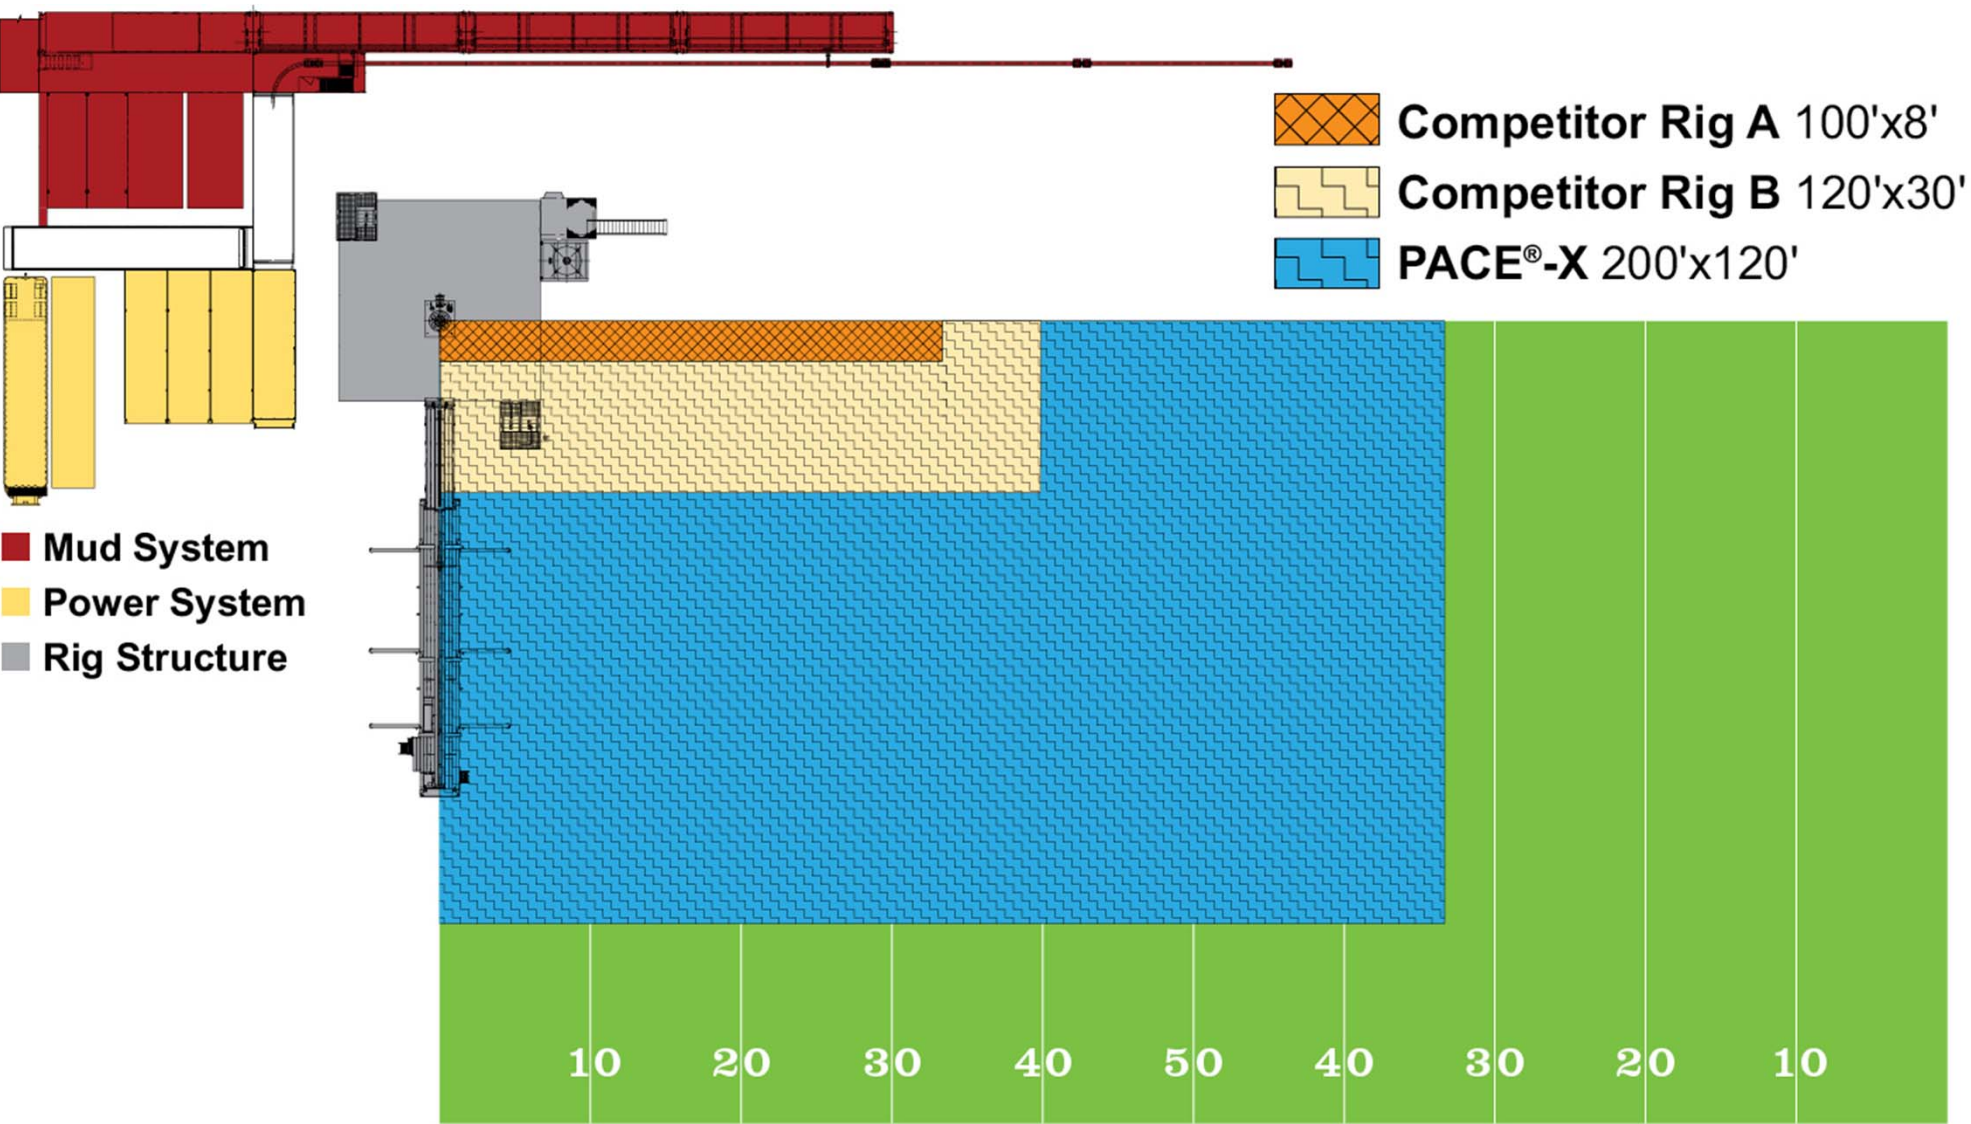 Competitor Rig A 100'x8'
Competitor Rig B 120'x30'
PACE®-X 200'x120'
Mud System
Power System
Rig Structure
10 20 30 40 50 40 30 20 10